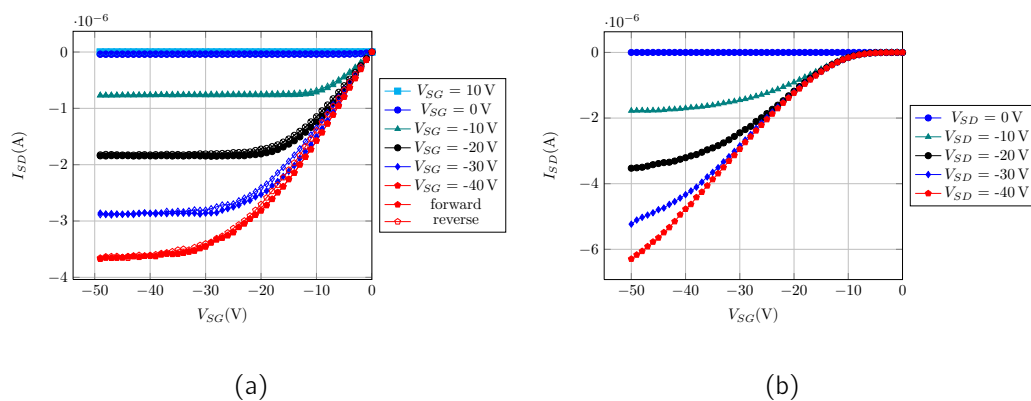 ·10⁻⁶
0
−1
−2
−3
−4
I_SD(A)
−50 −40 −30 −20 −10 0
V_SG(V)
V_SG = 10 V
V_SG = 0 V
V_SG = -10 V
V_SG = -20 V
V_SG = -30 V
V_SG = -40 V
forward
reverse
(a)
·10⁻⁶
0
−2
−4
−6
I_SD(A)
−50 −40 −30 −20 −10 0
V_SG(V)
V_SD = 0 V
V_SD = -10 V
V_SD = -20 V
V_SD = -30 V
V_SD = -40 V
(b)